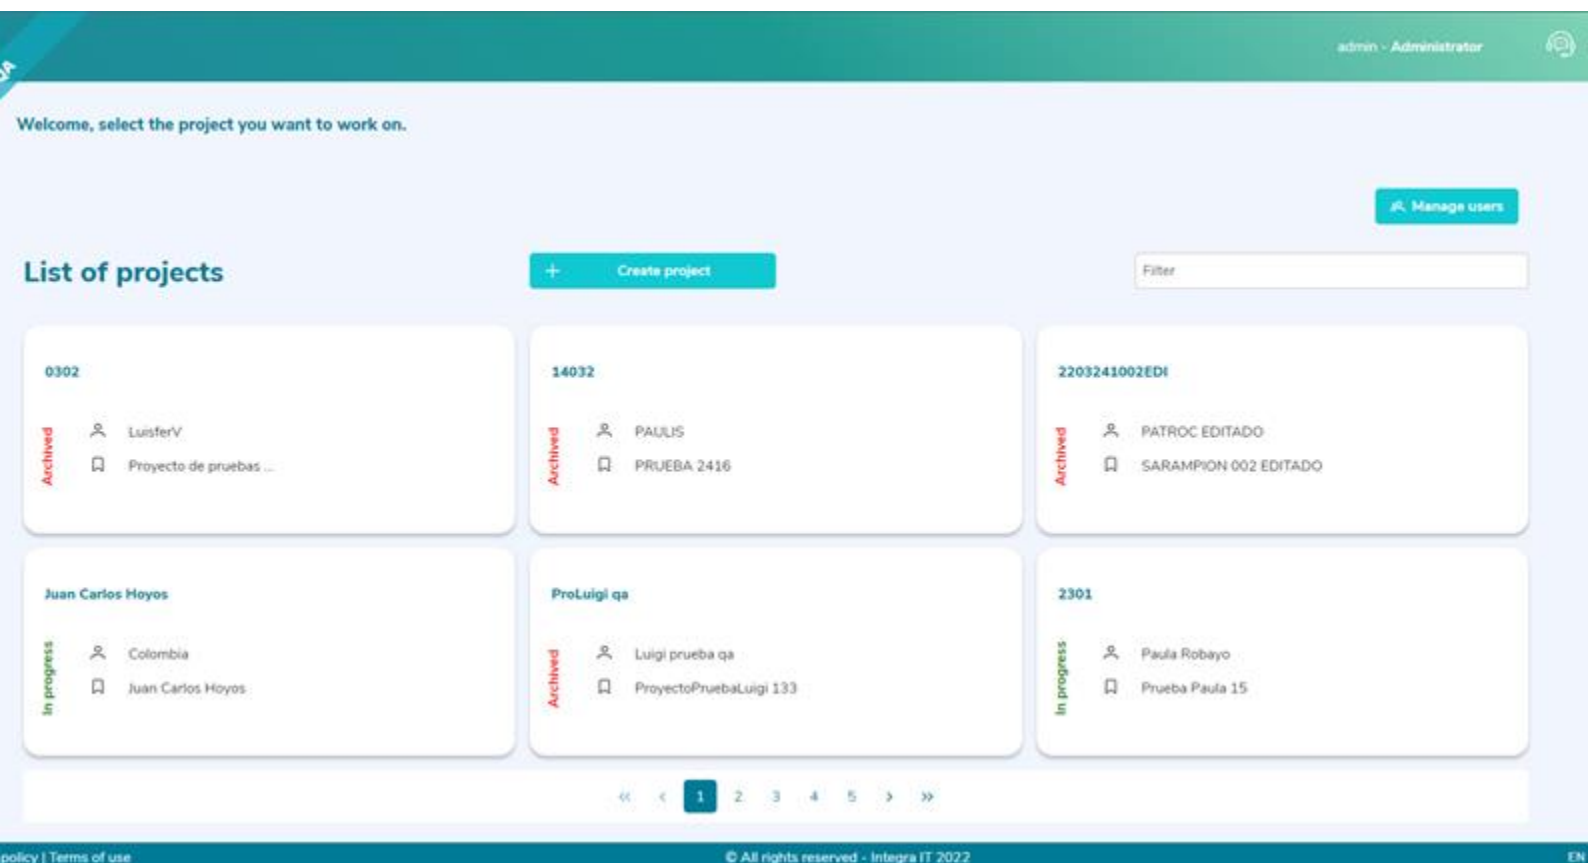 QA
admin - Administrator
Welcome, select the project you want to work on.
Manage users
List of projects
+ Create project
Filter
0302
Archived
LuisferV
Proyecto de pruebas ...
14032
Archived
PAULIS
PRUEBA 2416
2203241002EDI
Archived
PATROC EDITADO
SARAMPION 002 EDITADO
Juan Carlos Hoyos
In progress
Colombia
Juan Carlos Hoyos
ProLuigi qa
Archived
Luigi prueba qa
ProyectoPruebaLuigi 133
2301
In progress
Paula Robayo
Prueba Paula 15
« < 1 2 3 4 5 > »
policy | Terms of use
© All rights reserved - Integra IT 2022
EN